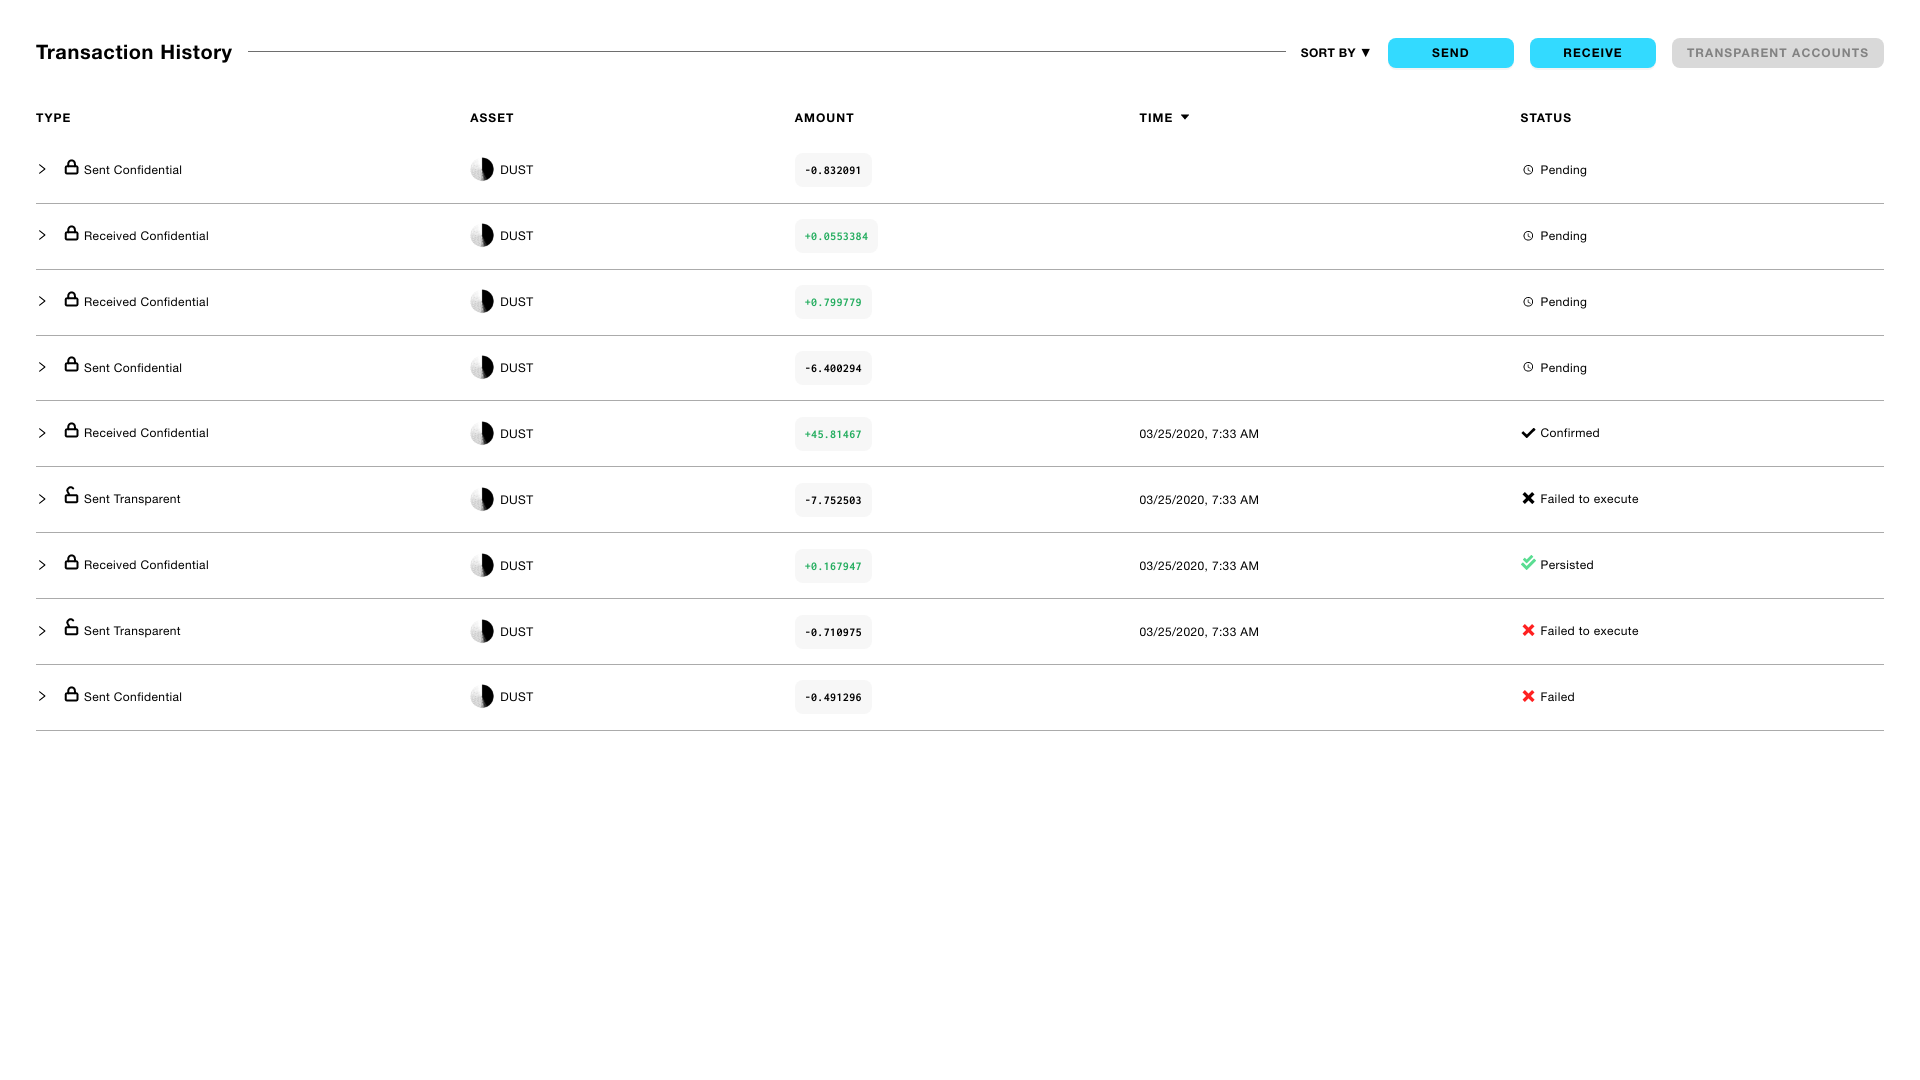 Transaction History SORT BY ▼ SEND RECEIVE TRANSPARENT ACCOUNTS
TYPE ASSET AMOUNT TIME STATUS
Sent Confidential DUST -0.832091 Pending
Received Confidential DUST +0.0553384 Pending
Received Confidential DUST +0.799779 Pending
Sent Confidential DUST -6.400294 Pending
Received Confidential DUST +45.81467 03/25/2020, 7:33 AM Confirmed
Sent Transparent DUST -7.752503 03/25/2020, 7:33 AM Failed to execute
Received Confidential DUST +0.167947 03/25/2020, 7:33 AM Persisted
Sent Transparent DUST -0.710975 03/25/2020, 7:33 AM Failed to execute
Sent Confidential DUST -0.491296 Failed